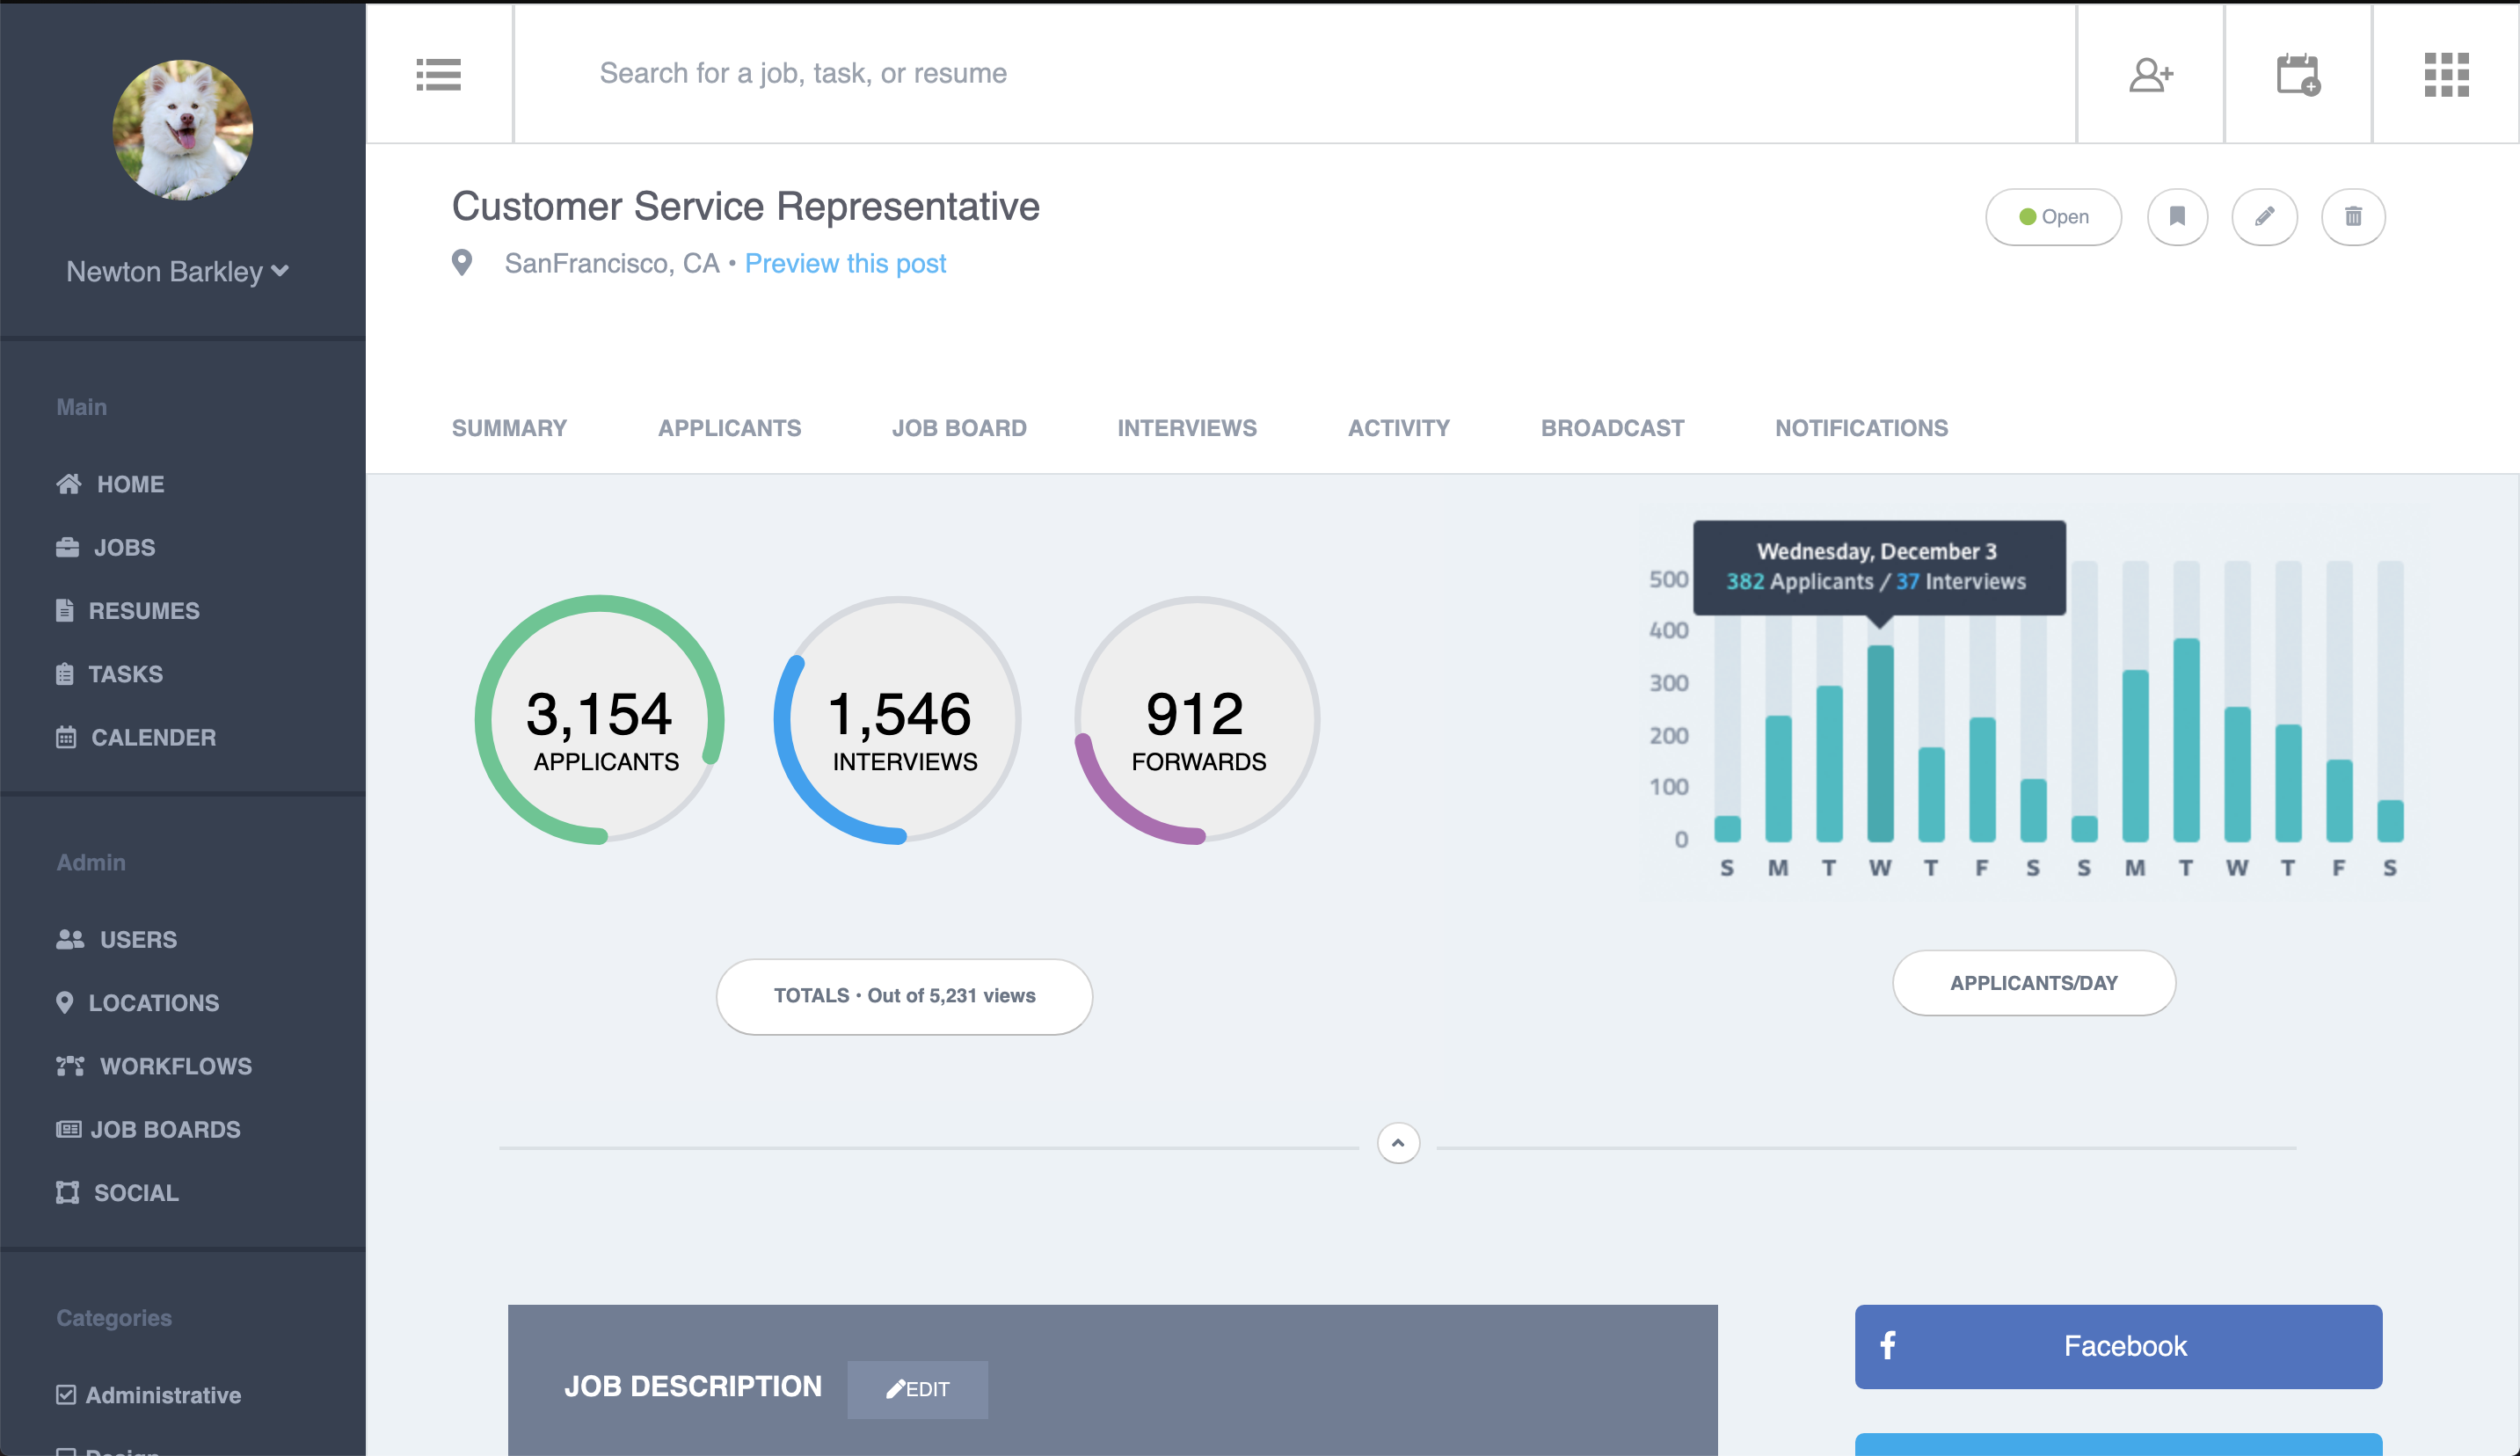 Newton Barkley
Main
HOME
JOBS
RESUMES
TASKS
CALENDER
Admin
USERS
LOCATIONS
WORKFLOWS
JOB BOARDS
SOCIAL
Categories
Administrative
Design
Search for a job, task, or resume
Customer Service Representative
SanFrancisco, CA • Preview this post
Open
SUMMARY APPLICANTS JOB BOARD INTERVIEWS ACTIVITY BROADCAST NOTIFICATIONS
3,154
APPLICANTS
1,546
INTERVIEWS
912
FORWARDS
TOTALS • Out of 5,231 views
Wednesday, December 3
382 Applicants / 37 Interviews
500
400
300
200
100
0
S M T W T F S S M T W T F S
APPLICANTS/DAY
JOB DESCRIPTION EDIT
Facebook